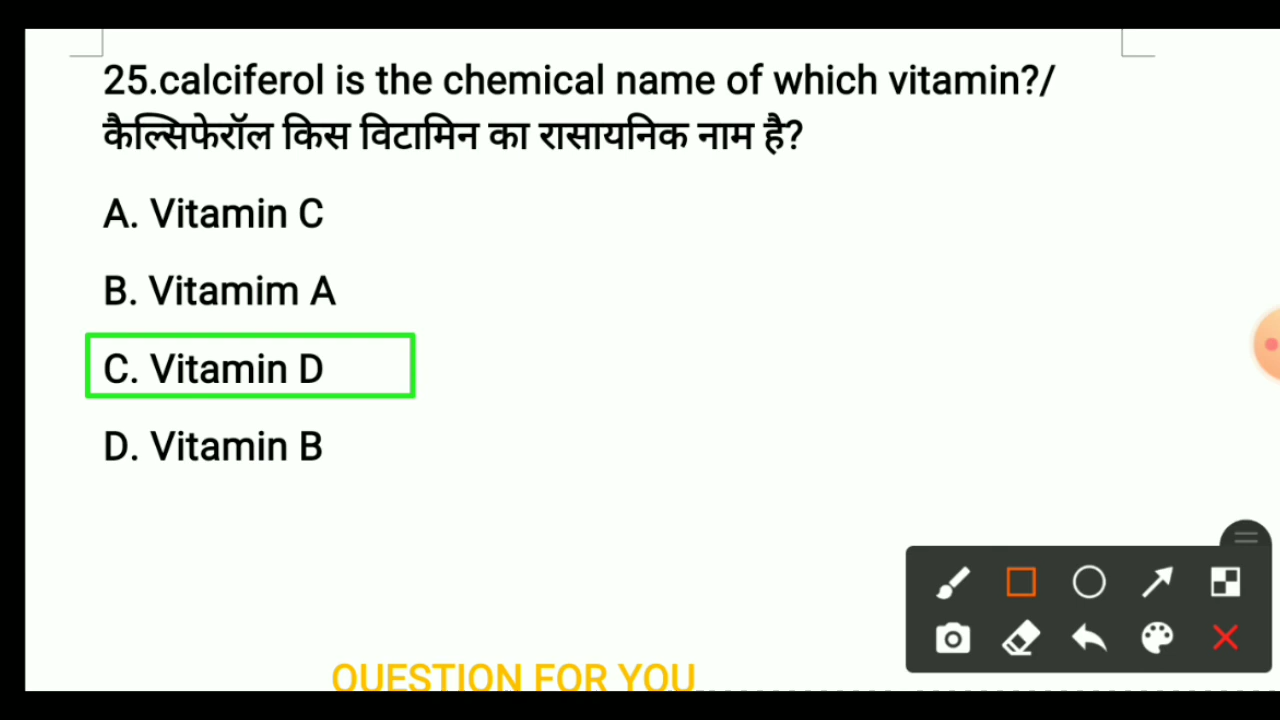 25.calciferol is the chemical name of which vitamin?/
कैल्सिफेरॉल किस विटामिन का रासायनिक नाम है?
A. Vitamin C
B. Vitamim A
C. Vitamin D
D. Vitamin B
QUESTION FOR YOU